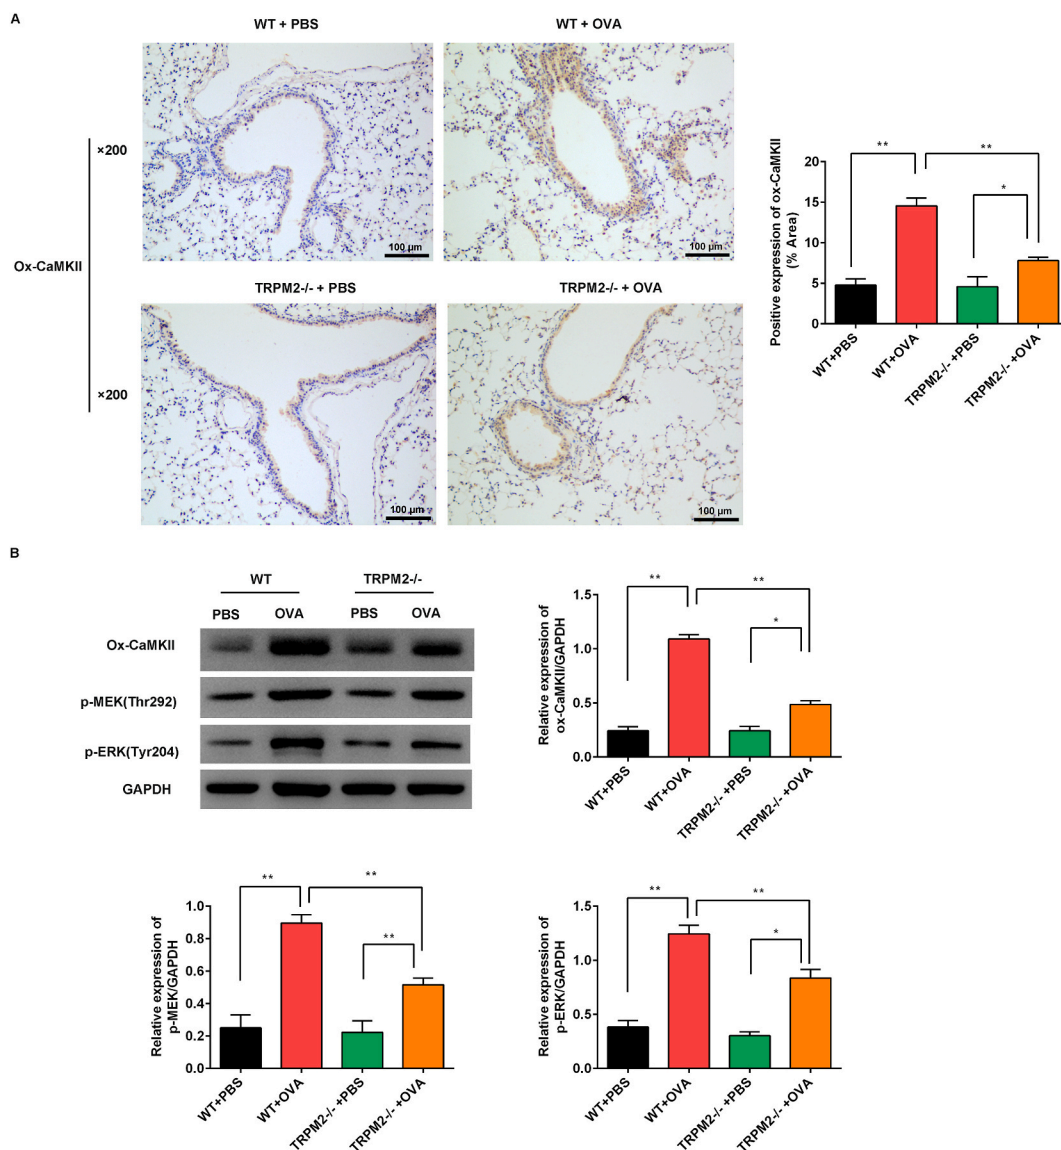 A
WT + PBS
WT + OVA
×200
Ox-CaMKII
×200
100 μm
100 μm
TRPM2-/- + PBS
TRPM2-/- + OVA
100 μm
100 μm
Positive expression of ox-CaMKII
(% Area)
20
15
10
5
0
**
**
*
WT+PBS
WT+OVA
TRPM2-/- +PBS
TRPM2-/- +OVA
B
WT
TRPM2-/-
PBS
OVA
PBS
OVA
Ox-CaMKII
p-MEK(Thr292)
p-ERK(Tyr204)
GAPDH
Relative expression of
ox-CaMKII/GAPDH
1.5
1.0
0.5
0.0
**
**
*
WT+PBS
WT+OVA
TRPM2-/- +PBS
TRPM2-/- +OVA
Relative expression of
p-MEK/GAPDH
1.0
0.8
0.6
0.4
0.2
0.0
**
**
**
WT+PBS
WT+OVA
TRPM2-/- +PBS
TRPM2-/- +OVA
Relative expression of
p-ERK/GAPDH
1.5
1.0
0.5
0.0
**
**
*
WT+PBS
WT+OVA
TRPM2-/- +PBS
TRPM2-/- +OVA